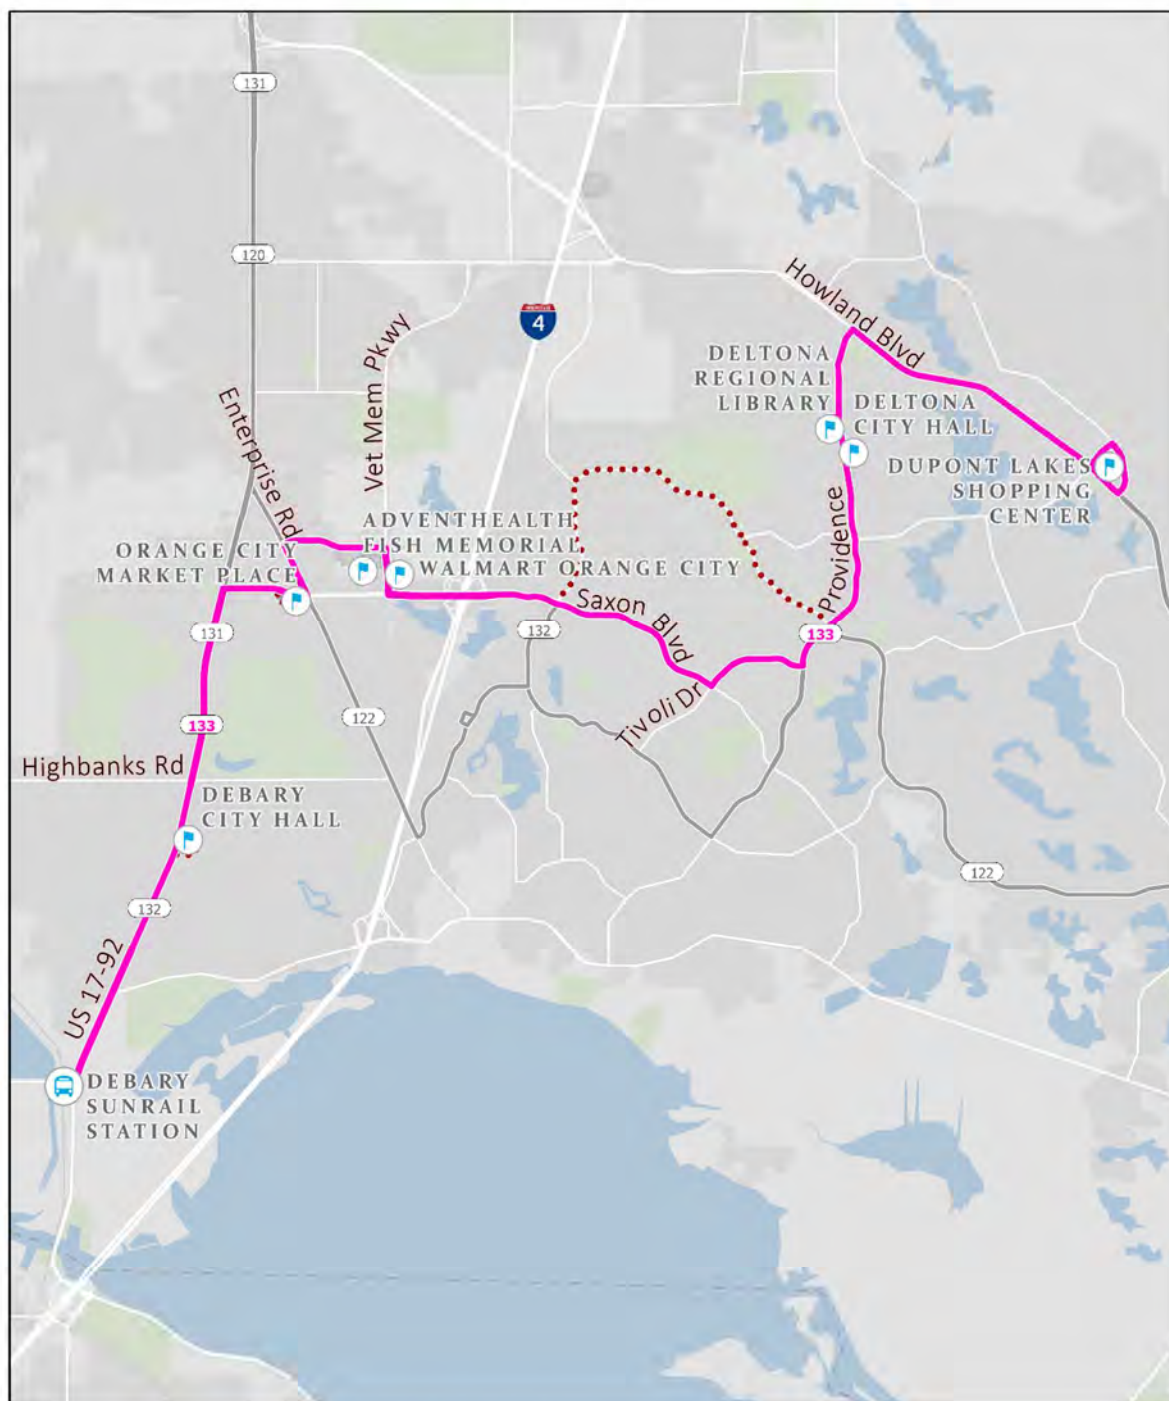 131
120
INTERSTATE
4
Howland Blvd
Vet Mem Pkwy
DELTONA
REGIONAL
LIBRARY
DELTONA
CITY HALL
Enterprise Rd
DUPONT LAKES
SHOPPING
CENTER
Providence
ADVENTHEALTH
FISH MEMORIAL
ORANGE CITY
MARKET PLACE
WALMART ORANGE CITY
Saxon Blvd
131
132
133
Tivoli Dr
133
122
Highbanks Rd
DEBARY
CITY HALL
122
132
US 17-92
DEBARY
SUNRAIL
STATION